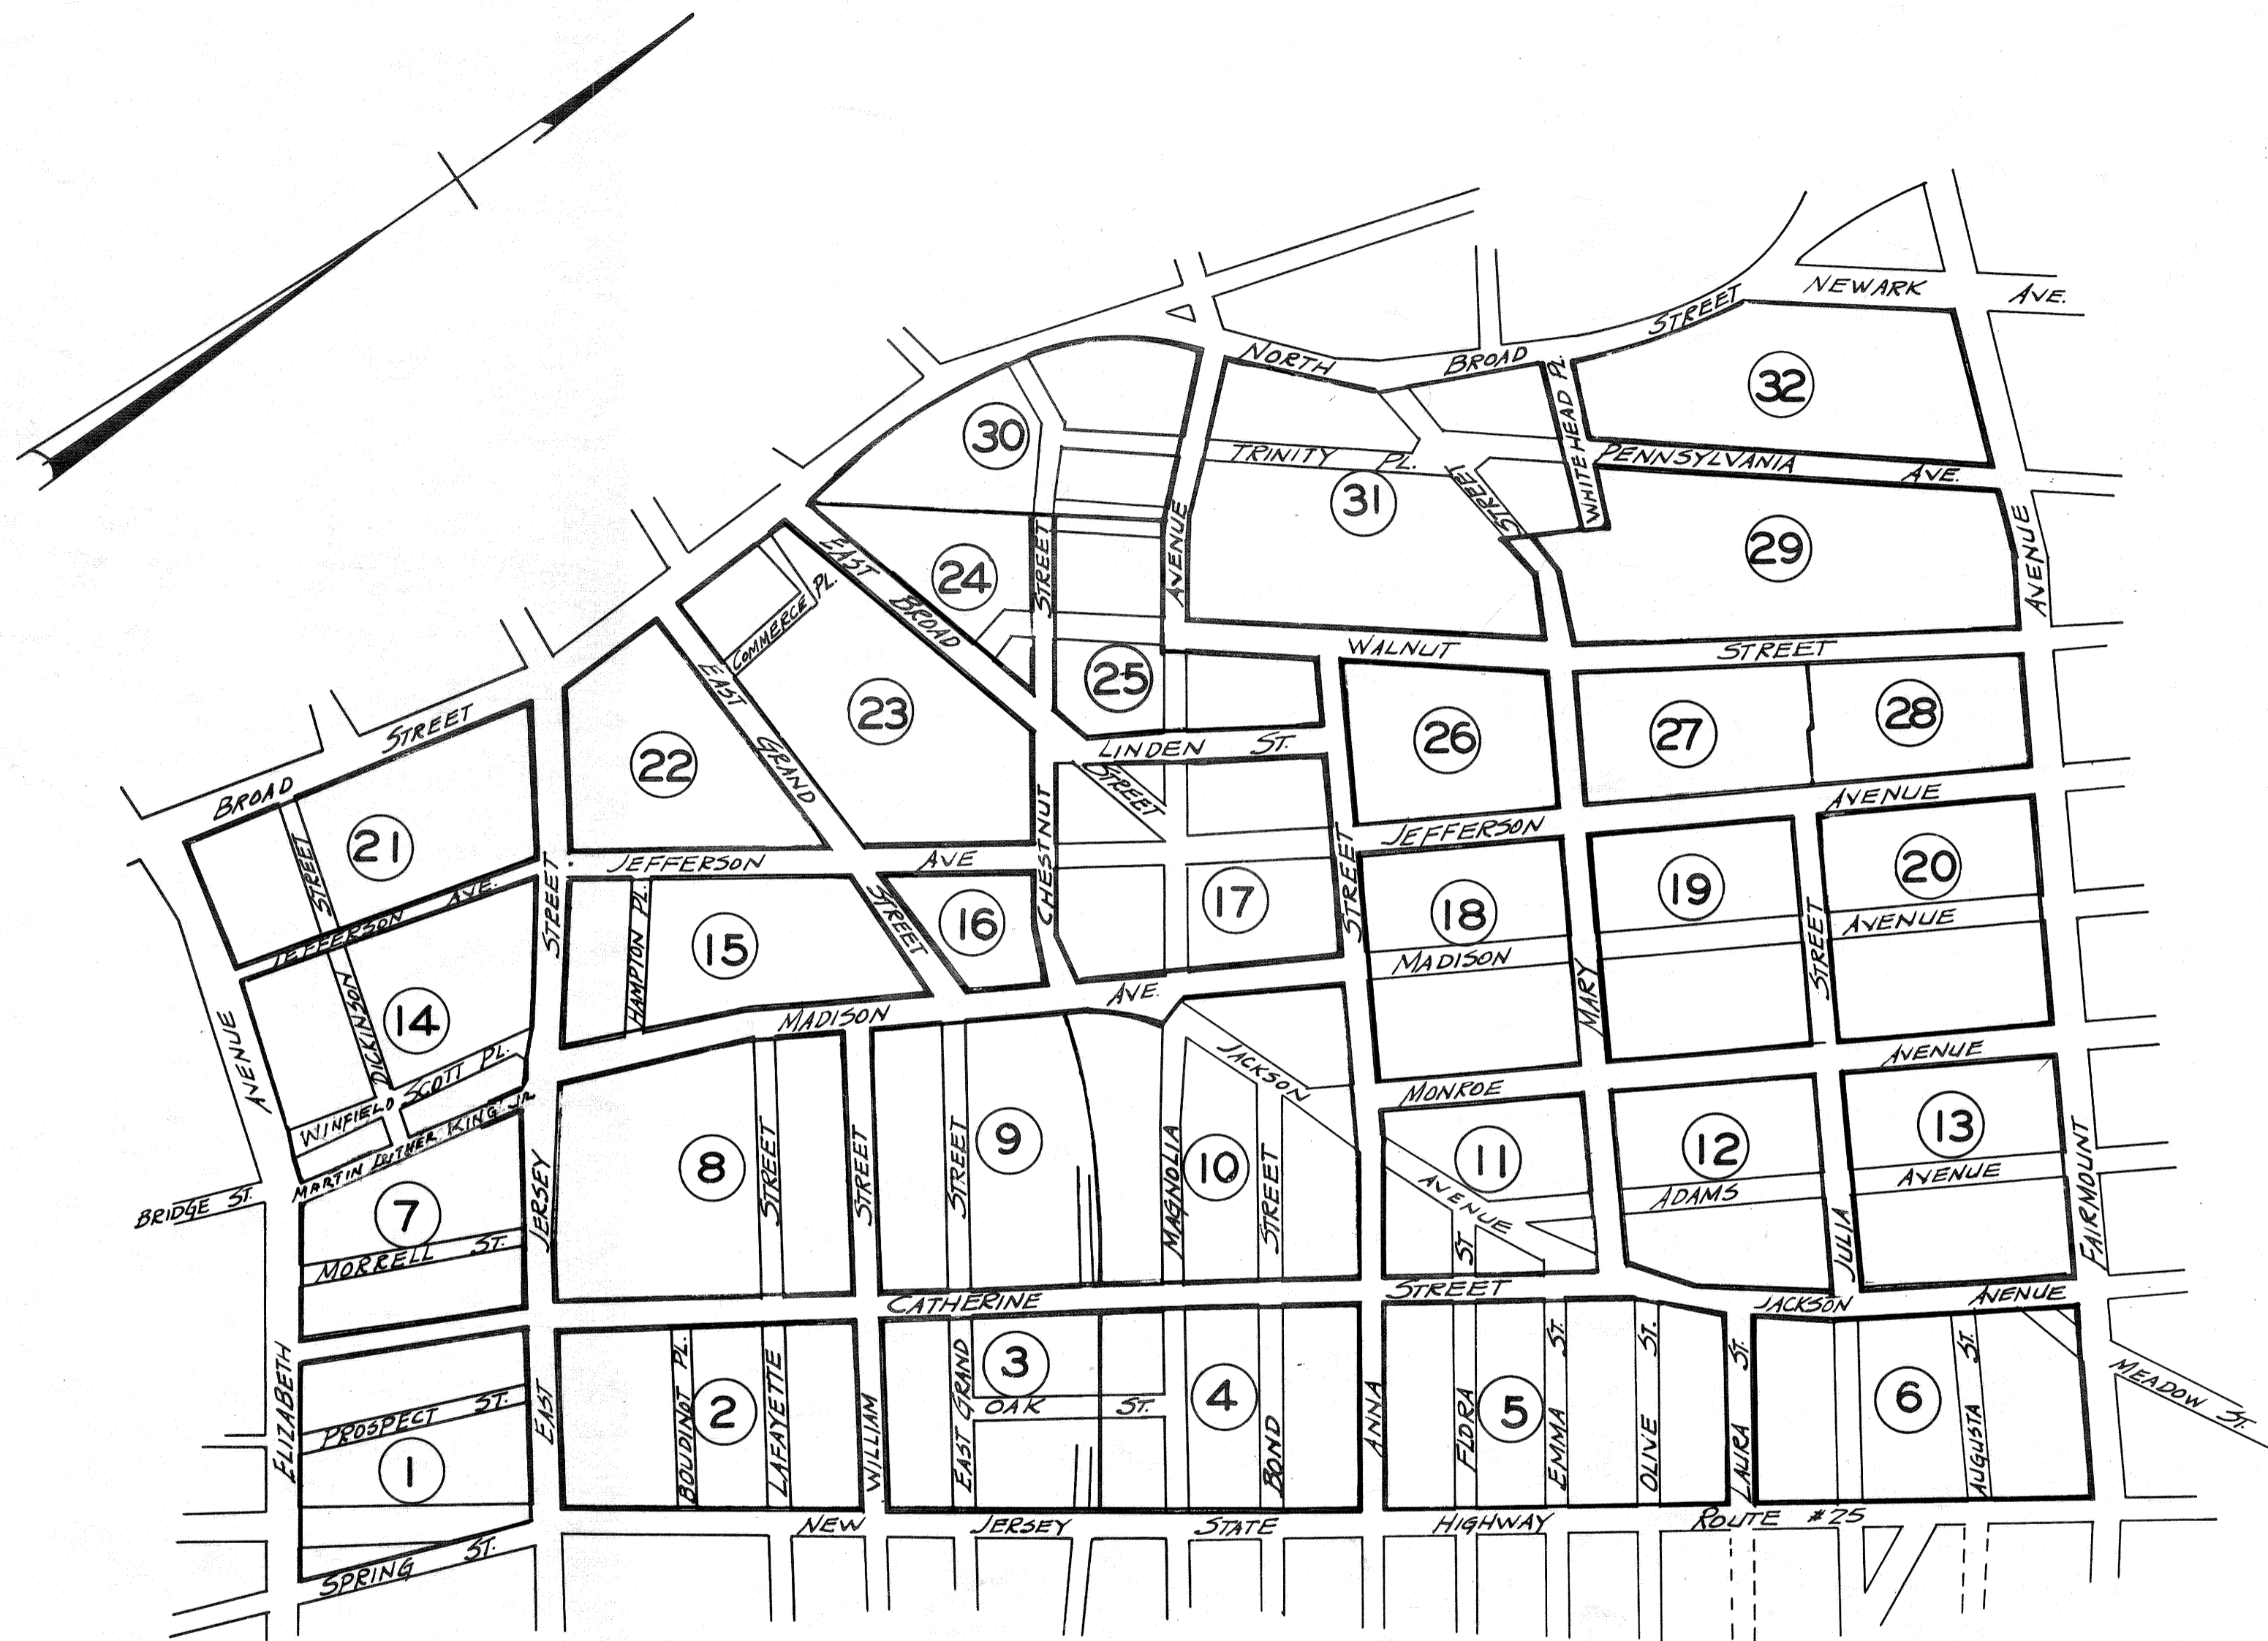 NEWARK AVE.
NORTH BROAD STREET
32
WHITEHEAD PL.
30
TRINITY PL.
PENNSYLVANIA AVE.
31
STREET
29
EAST BROAD
24
STREET
AVENUE
AVENUE
COMMERCE PL.
WALNUT STREET
25
EAST GRAND
STREET
23
22
26
27
28
BROAD STREET
LINDEN ST.
STREET
CHESTNUT
AVENUE
JEFFERSON
21
STREET
JEFFERSON AVE.
JEFFERSON AVE
STREET
STREET
17
18
19
20
AVENUE
HAMPTON PL.
15
16
MADISON
STREET
MARY
DICKINSON
14
AVENUE
MADISON AVE.
WINFIELD SCOTT PL.
MARTIN LUTHER KING JR.
JACKSON AVENUE
MONROE AVENUE
BRIDGE ST.
7
MORRELL ST.
JERSEY
8
STREET
STREET
STREET
9
MAGNOLIA
10
STREET
11
ST
12
13
ADAMS AVENUE
JULIA
FAIRMOUNT
CATHERINE STREET
JACKSON AVENUE
ELIZABETH
PROSPECT ST.
1
EAST
BOUDINOT PL.
2
LAFAYETTE
WILLIAM
EAST GRAND
3
OAK ST.
4
BOND
ANNA
FLORA
5
EMMA ST.
OLIVE ST.
LAURA ST.
6
AUGUSTA ST.
MEADOW ST.
SPRING ST.
NEW JERSEY STATE HIGHWAY ROUTE #25